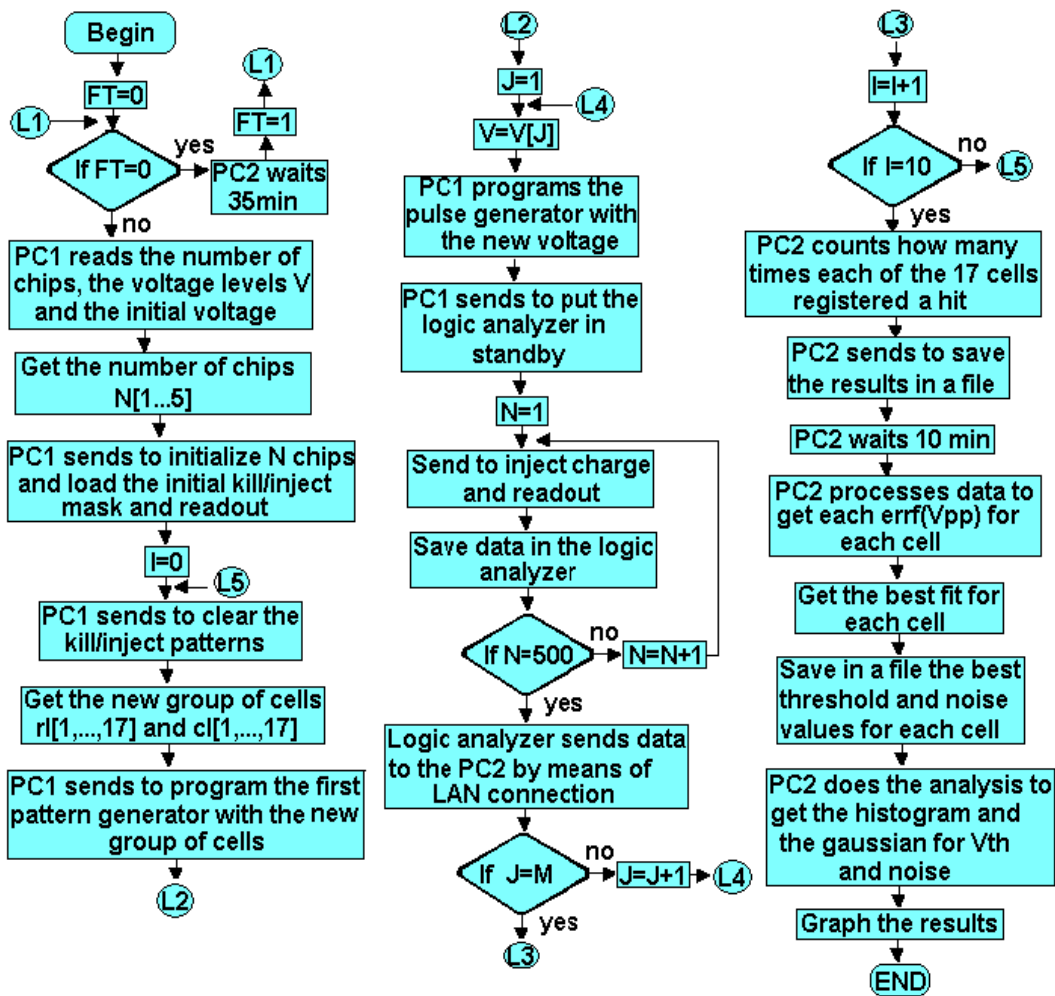 Begin
FT=0
L1
If FT=0
yes
PC2 waits
35min
FT=1
L1
no
PC1 reads the number of
chips, the voltage levels V
and the initial voltage
Get the number of chips
N[1...5]
PC1 sends to initialize N chips
and load the initial kill/inject
mask and readout
I=0
L5
PC1 sends to clear the
kill/inject patterns
Get the new group of cells
rl[1,...,17] and cl[1,...,17]
PC1 sends to program the first
pattern generator with the new
group of cells
L2
L2
J=1
L4
V=V[J]
PC1 programs the
pulse generator with
the new voltage
PC1 sends to put the
logic analyzer in
standby
N=1
Send to inject charge
and readout
Save data in the logic
analyzer
If N=500
no
N=N+1
yes
Logic analyzer sends data
to the PC2 by means of
LAN connection
If J=M
no
J=J+1
L4
yes
L3
L3
I=I+1
If I=10
no
L5
yes
PC2 counts how many
times each of the 17 cells
registered a hit
PC2 sends to save
the results in a file
PC2 waits 10 min
PC2 processes data to
get each errf(Vpp) for
each cell
Get the best fit for
each cell
Save in a file the best
threshold and noise
values for each cell
PC2 does the analysis to
get the histogram and
the gaussian for Vth
and noise
Graph the results
END